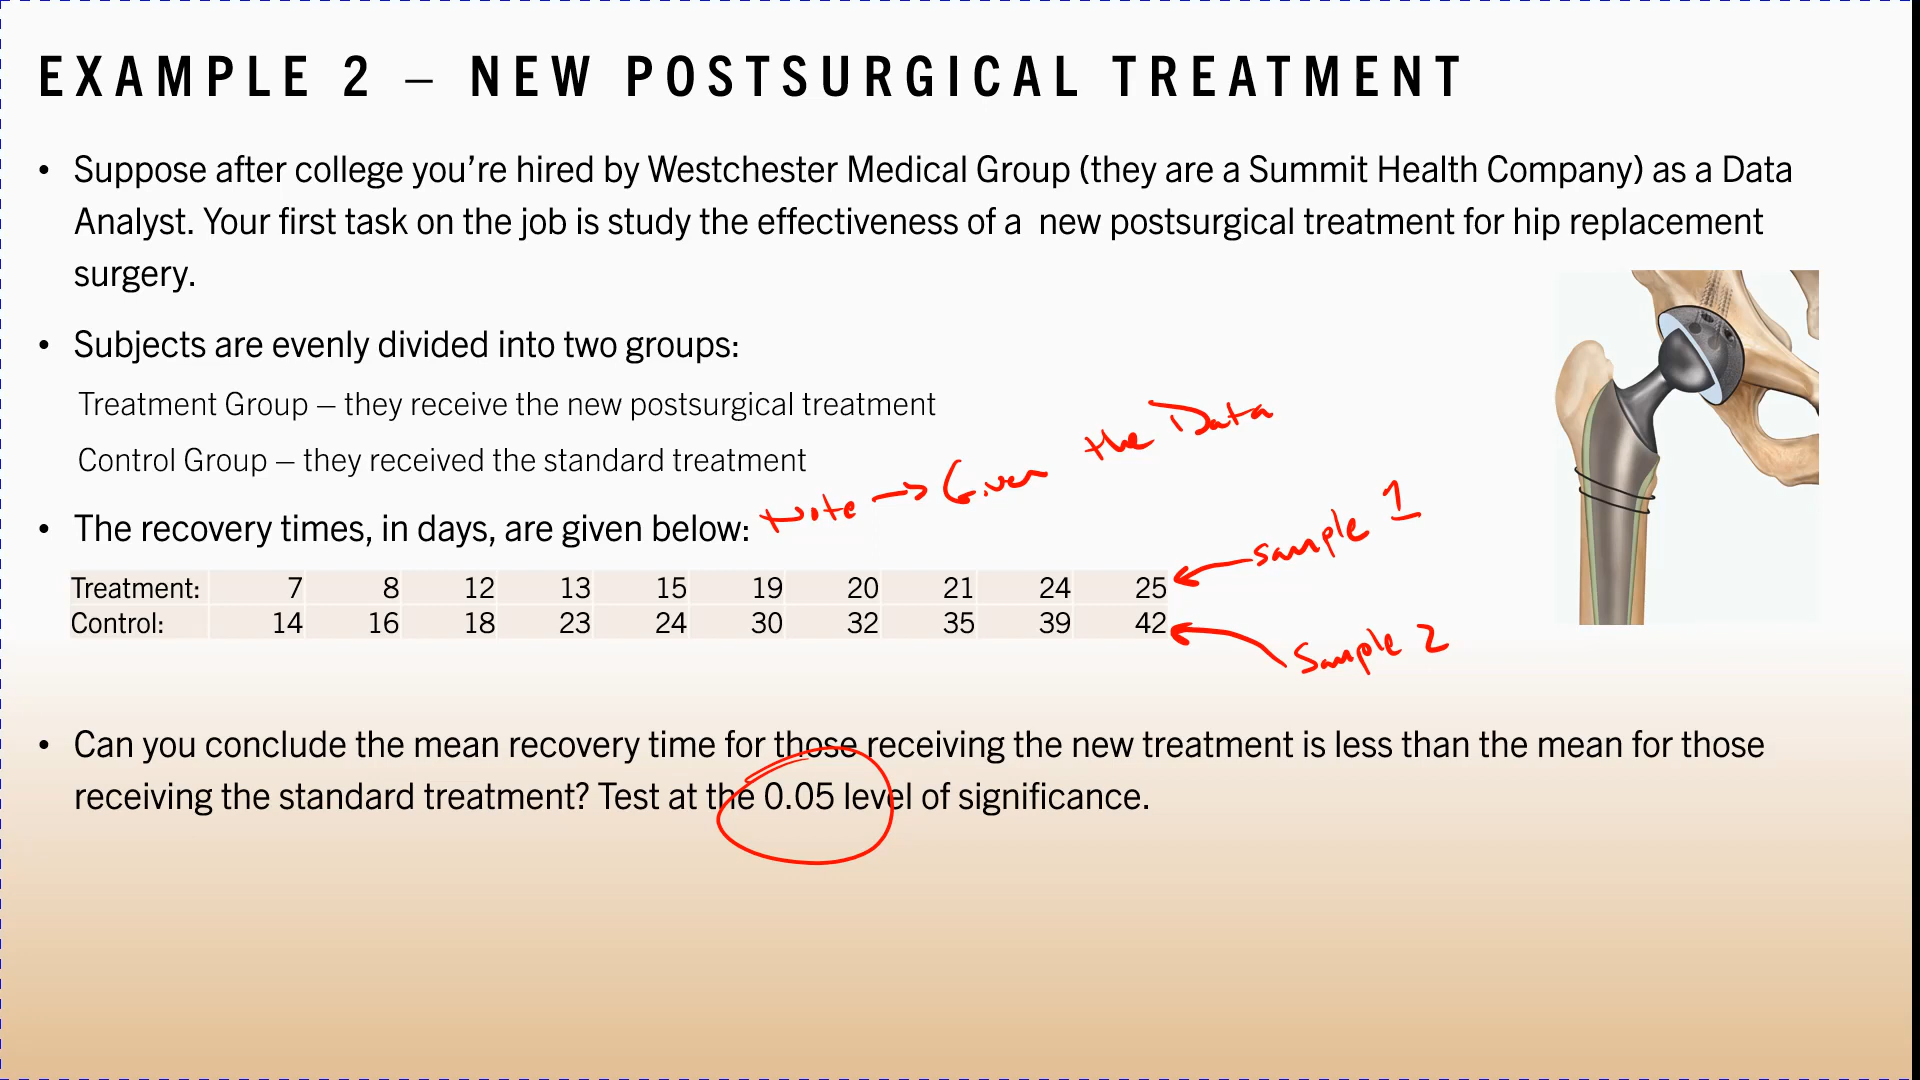 EXAMPLE 2 – NEW POSTSURGICAL TREATMENT
• Suppose after college you're hired by Westchester Medical Group (they are a Summit Health Company) as a Data
Analyst. Your first task on the job is study the effectiveness of a new postsurgical treatment for hip replacement
surgery.
• Subjects are evenly divided into two groups:
Treatment Group – they receive the new postsurgical treatment
Control Group – they received the standard treatment
Note → Given the Data
• The recovery times, in days, are given below:
Sample 1
Treatment: 7 8 12 13 15 19 20 21 24 25
Control: 14 16 18 23 24 30 32 35 39 42
Sample 2
• Can you conclude the mean recovery time for those receiving the new treatment is less than the mean for those
receiving the standard treatment? Test at the 0.05 level of significance.